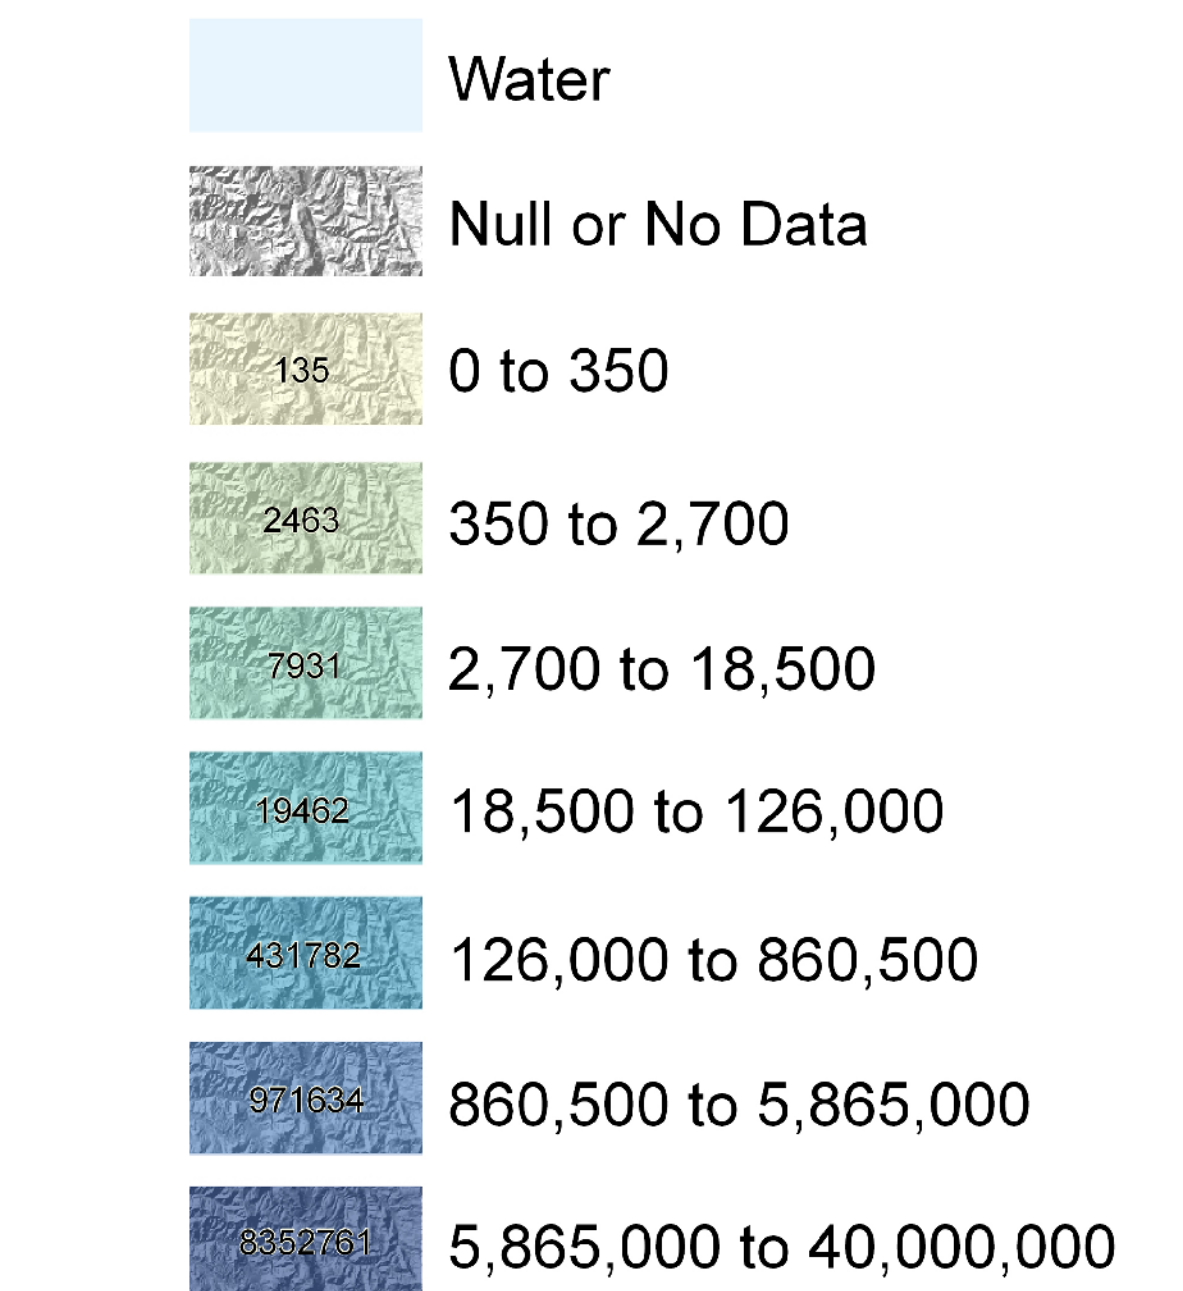 Water
Null or No Data
135 0 to 350
2463 350 to 2,700
7931 2,700 to 18,500
19462 18,500 to 126,000
431782 126,000 to 860,500
971634 860,500 to 5,865,000
8352761 5,865,000 to 40,000,000